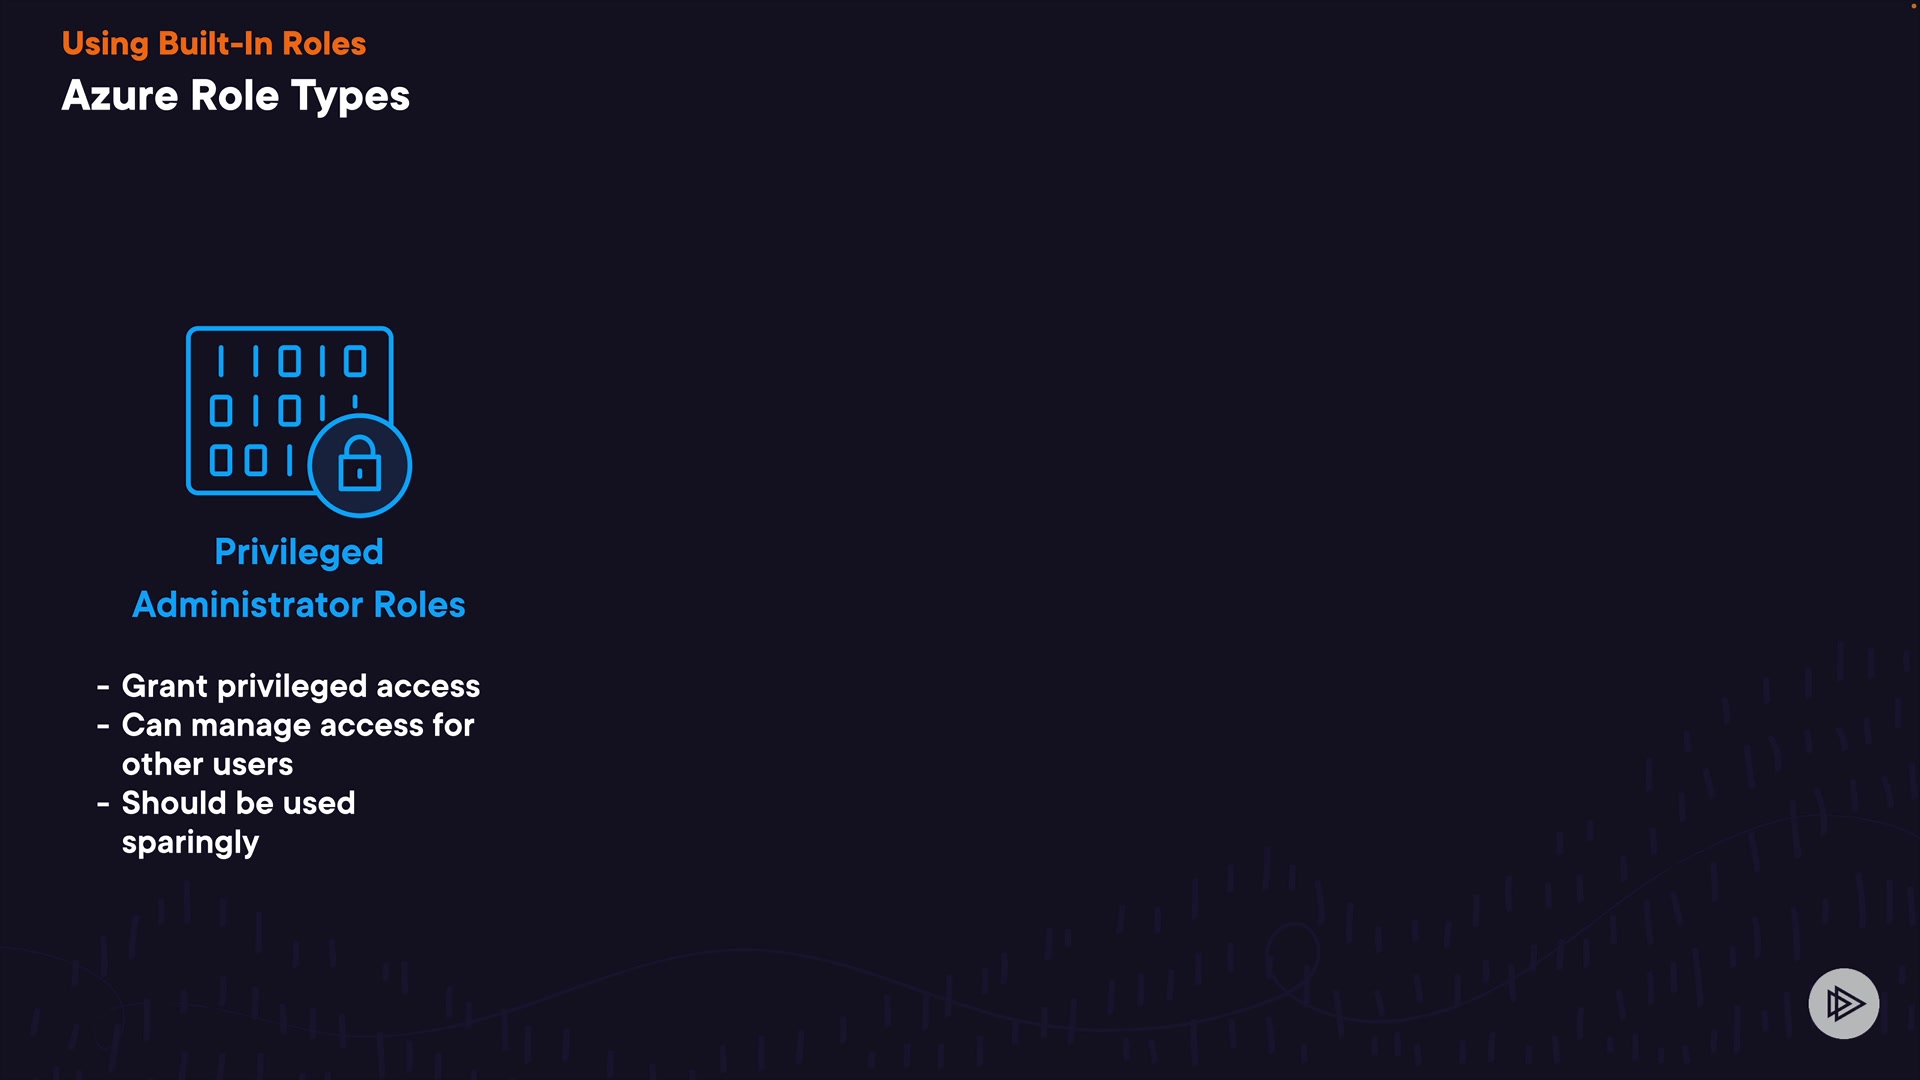 Using Built-In Roles
Azure Role Types
11010
01011
001
Privileged
Administrator Roles
- Grant privileged access
- Can manage access for
other users
- Should be used
sparingly